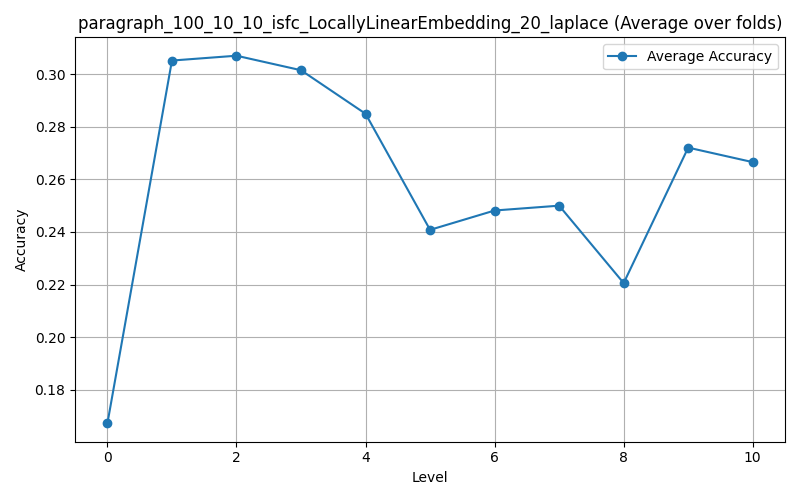 paragraph_100_10_10_isfc_LocallyLinearEmbedding_20_laplace (Average over folds)
Average Accuracy
Accuracy
0.30
0.28
0.26
0.24
0.22
0.20
0.18
0 2 4 6 8 10
Level